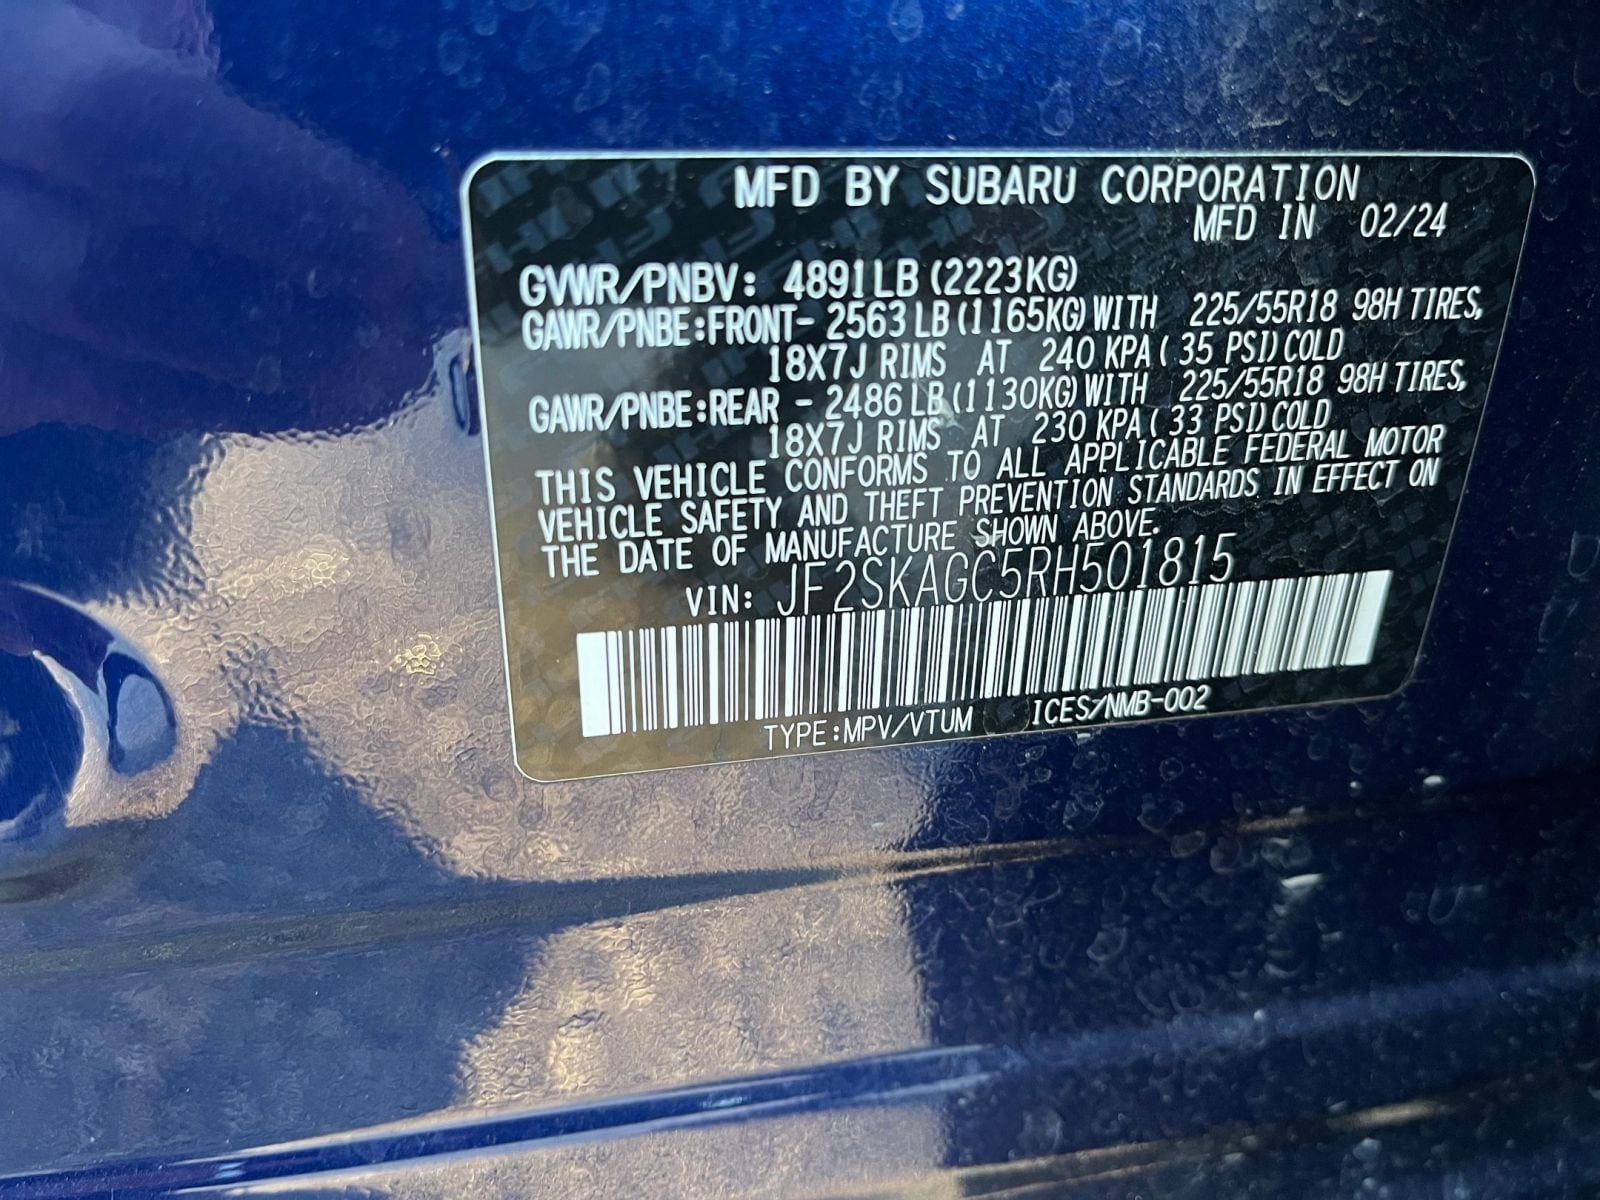 MFD BY SUBARU CORPORATION
MFD IN 02/24
GVWR/PNBV: 4891LB (2223KG)
GAWR/PNBE:FRONT- 2563LB(1165KG)WITH 225/55R18 98H TIRES,
18X7J RIMS AT 240 KPA( 35 PSI)COLD
GAWR/PNBE:REAR - 2486LB(1130KG)WITH 225/55R18 98H TIRES,
18X7J RIMS AT 230 KPA( 33 PSI)COLD
THIS VEHICLE CONFORMS TO ALL APPLICABLE FEDERAL MOTOR
VEHICLE SAFETY AND THEFT PREVENTION STANDARDS IN EFFECT ON
THE DATE OF MANUFACTURE SHOWN ABOVE.
VIN: JF2SKAGC5RH501815
TYPE:MPV/VTUM ICES/NMB-002